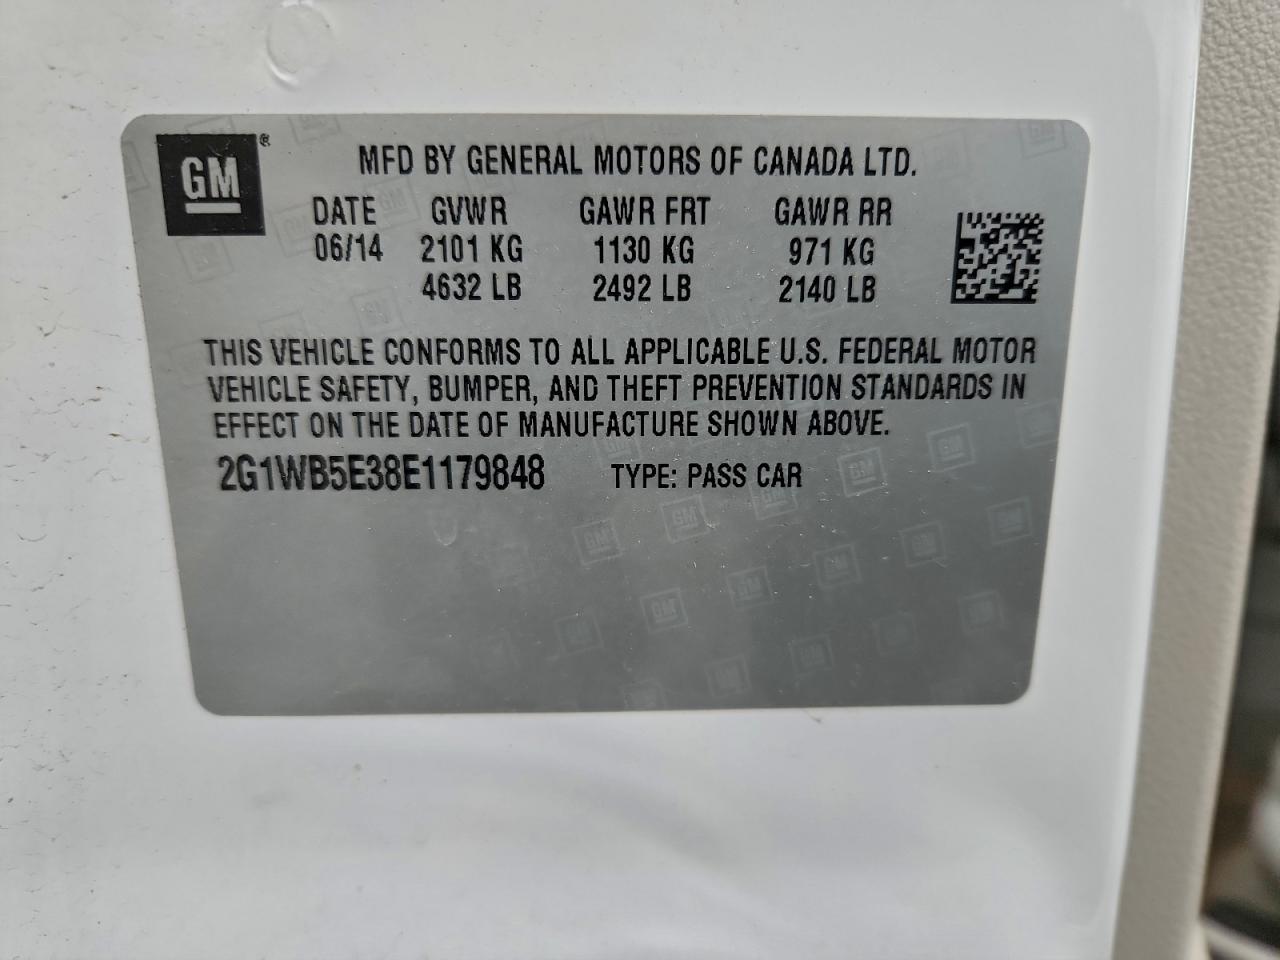 GM®
MFD BY GENERAL MOTORS OF CANADA LTD.
DATE GVWR GAWR FRT GAWR RR
06/14 2101 KG 1130 KG 971 KG
4632 LB 2492 LB 2140 LB
THIS VEHICLE CONFORMS TO ALL APPLICABLE U.S. FEDERAL MOTOR
VEHICLE SAFETY, BUMPER, AND THEFT PREVENTION STANDARDS IN
EFFECT ON THE DATE OF MANUFACTURE SHOWN ABOVE.
2G1WB5E38E1179848 TYPE: PASS CAR